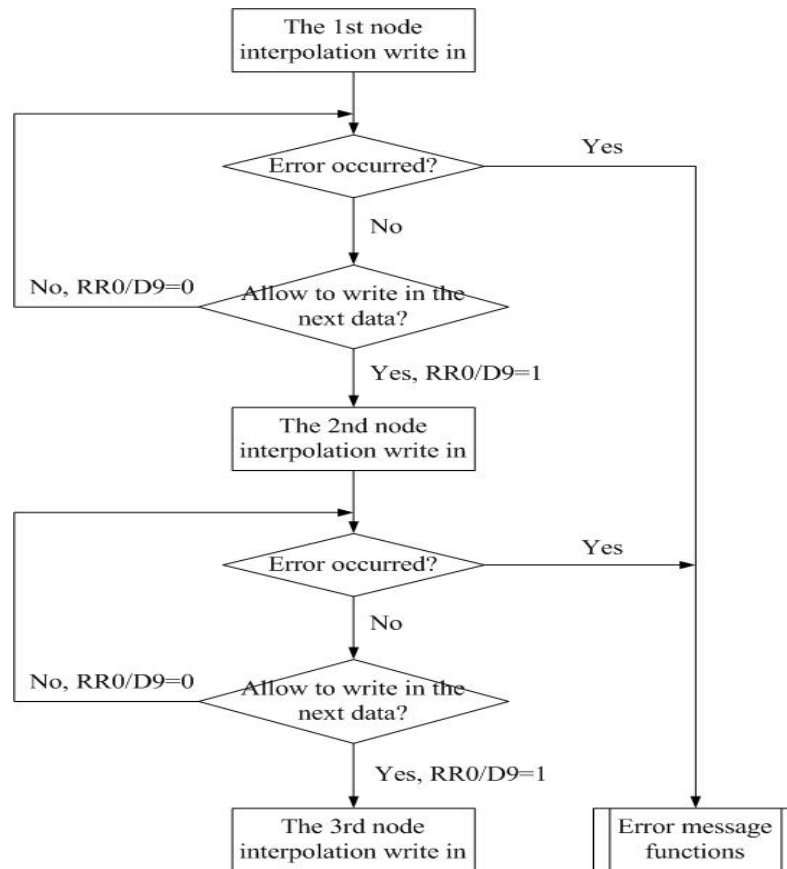 The 1st node
interpolation write in
Error occurred?
Yes
No
No, RR0/D9=0
Allow to write in the
next data?
Yes, RR0/D9=1
The 2nd node
interpolation write in
Error occurred?
Yes
No
No, RR0/D9=0
Allow to write in the
next data?
Yes, RR0/D9=1
The 3rd node
interpolation write in
Error message
functions